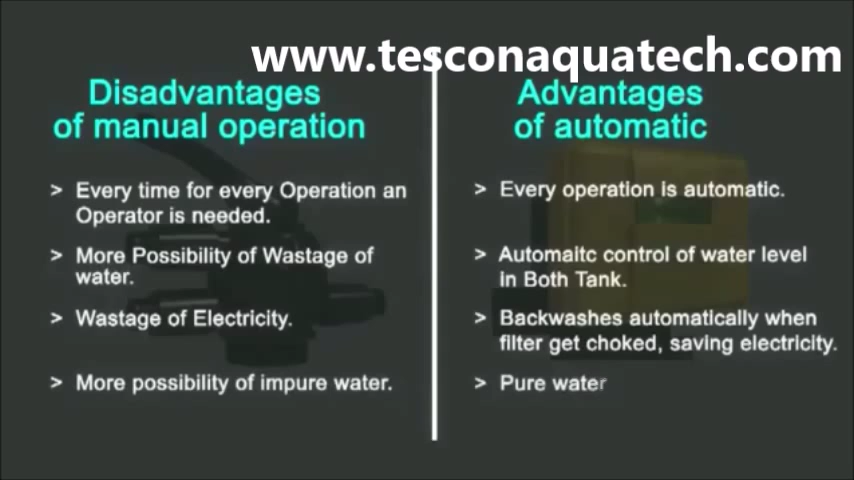 www.tesconaquatech.com
Disadvantages
of manual operation
> Every time for every Operation an
Operator is needed.
> More Possibility of Wastage of
water.
> Wastage of Electricity.
> More possibility of impure water.
Advantages
of automatic
> Every operation is automatic.
> Automaitc control of water level
in Both Tank.
> Backwashes automatically when
filter get choked, saving electricity.
> Pure water